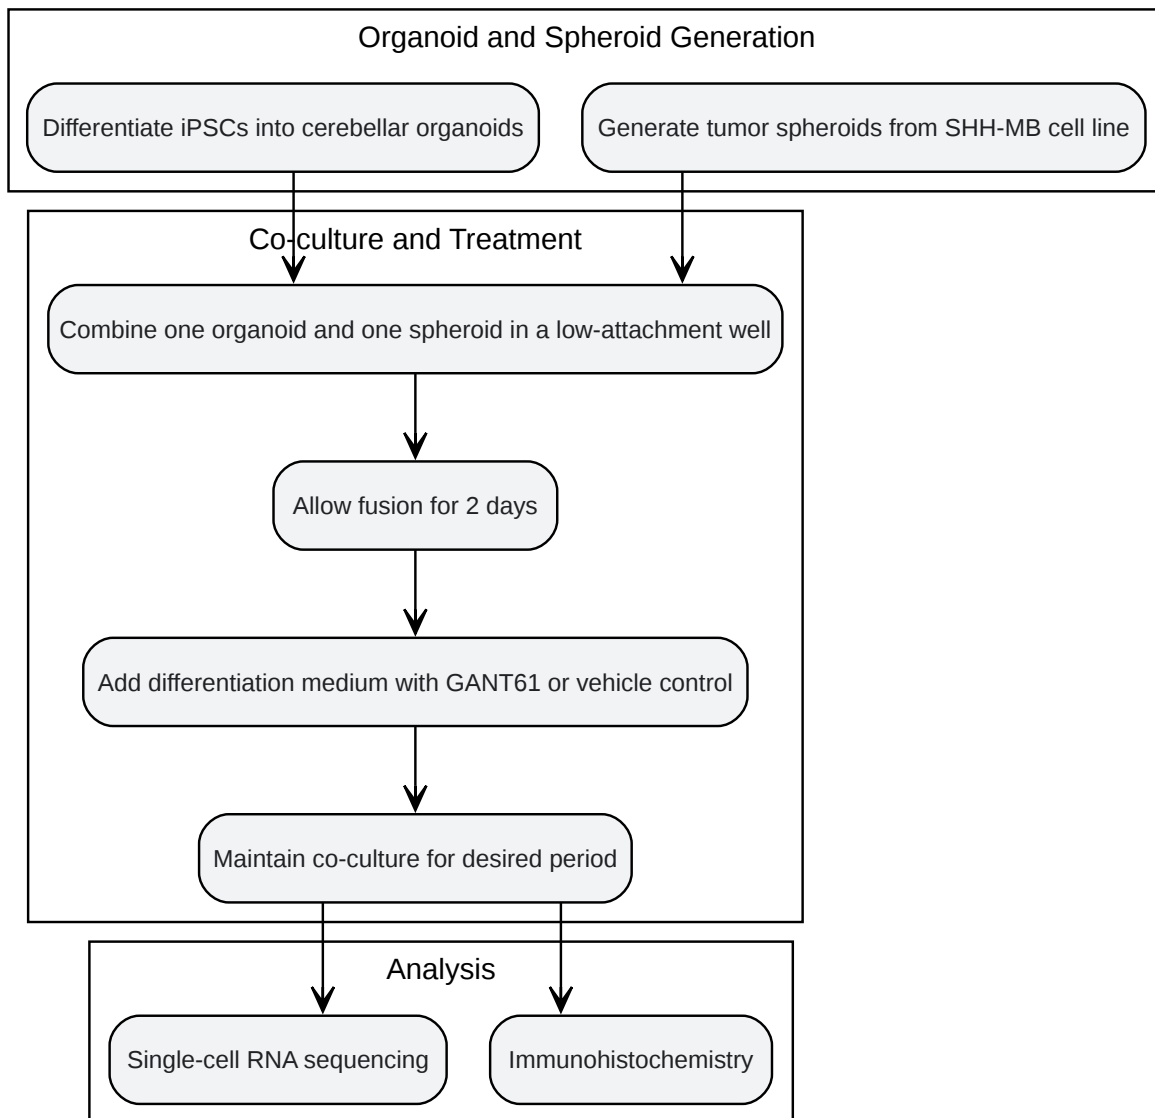 Organoid and Spheroid Generation
Differentiate iPSCs into cerebellar organoids
Generate tumor spheroids from SHH-MB cell line
Co-culture and Treatment
Combine one organoid and one spheroid in a low-attachment well
Allow fusion for 2 days
Add differentiation medium with GANT61 or vehicle control
Maintain co-culture for desired period
Analysis
Single-cell RNA sequencing
Immunohistochemistry